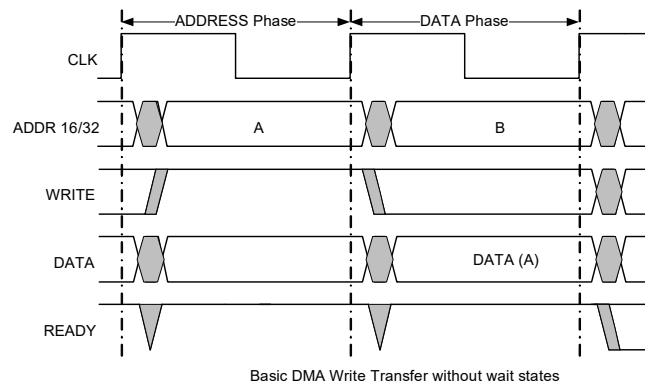 ADDRESS Phase DATA Phase
CLK
ADDR 16/32 A B
WRITE
DATA DATA (A)
READY
Basic DMA Write Transfer without wait states